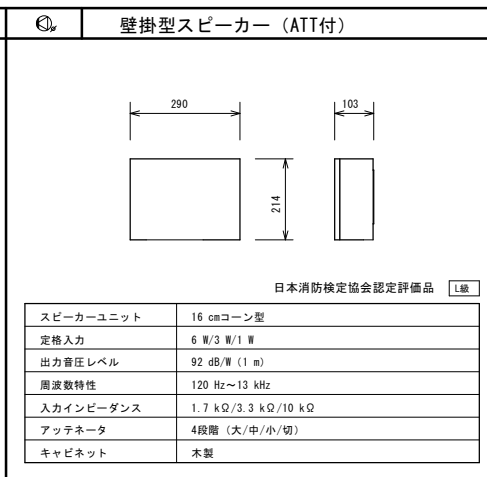 壁掛型スピーカー（ATT付）
290
103
214
日本消防検定協会認定評価品 L級
スピーカーユニット 16 cmコーン型
定格入力 6 W/3 W/1 W
出力音圧レベル 92 dB/W (1 m)
周波数特性 120 Hz～13 kHz
入力インピーダンス 1.7 kΩ/3.3 kΩ/10 kΩ
アッテネータ 4段階（大/中/小/切）
キャビネット 木製